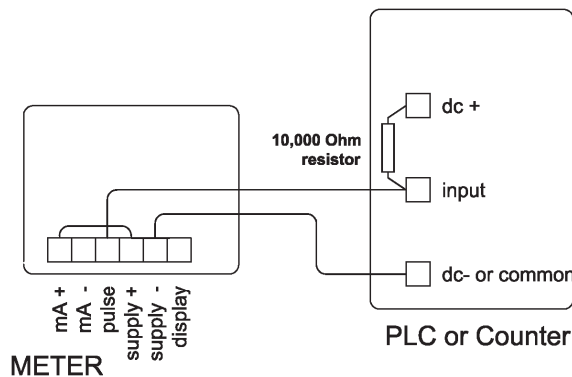 dc +
10,000 Ohm
resistor
input
dc- or common
mA +
mA -
pulse
supply +
supply -
display
PLC or Counter
METER